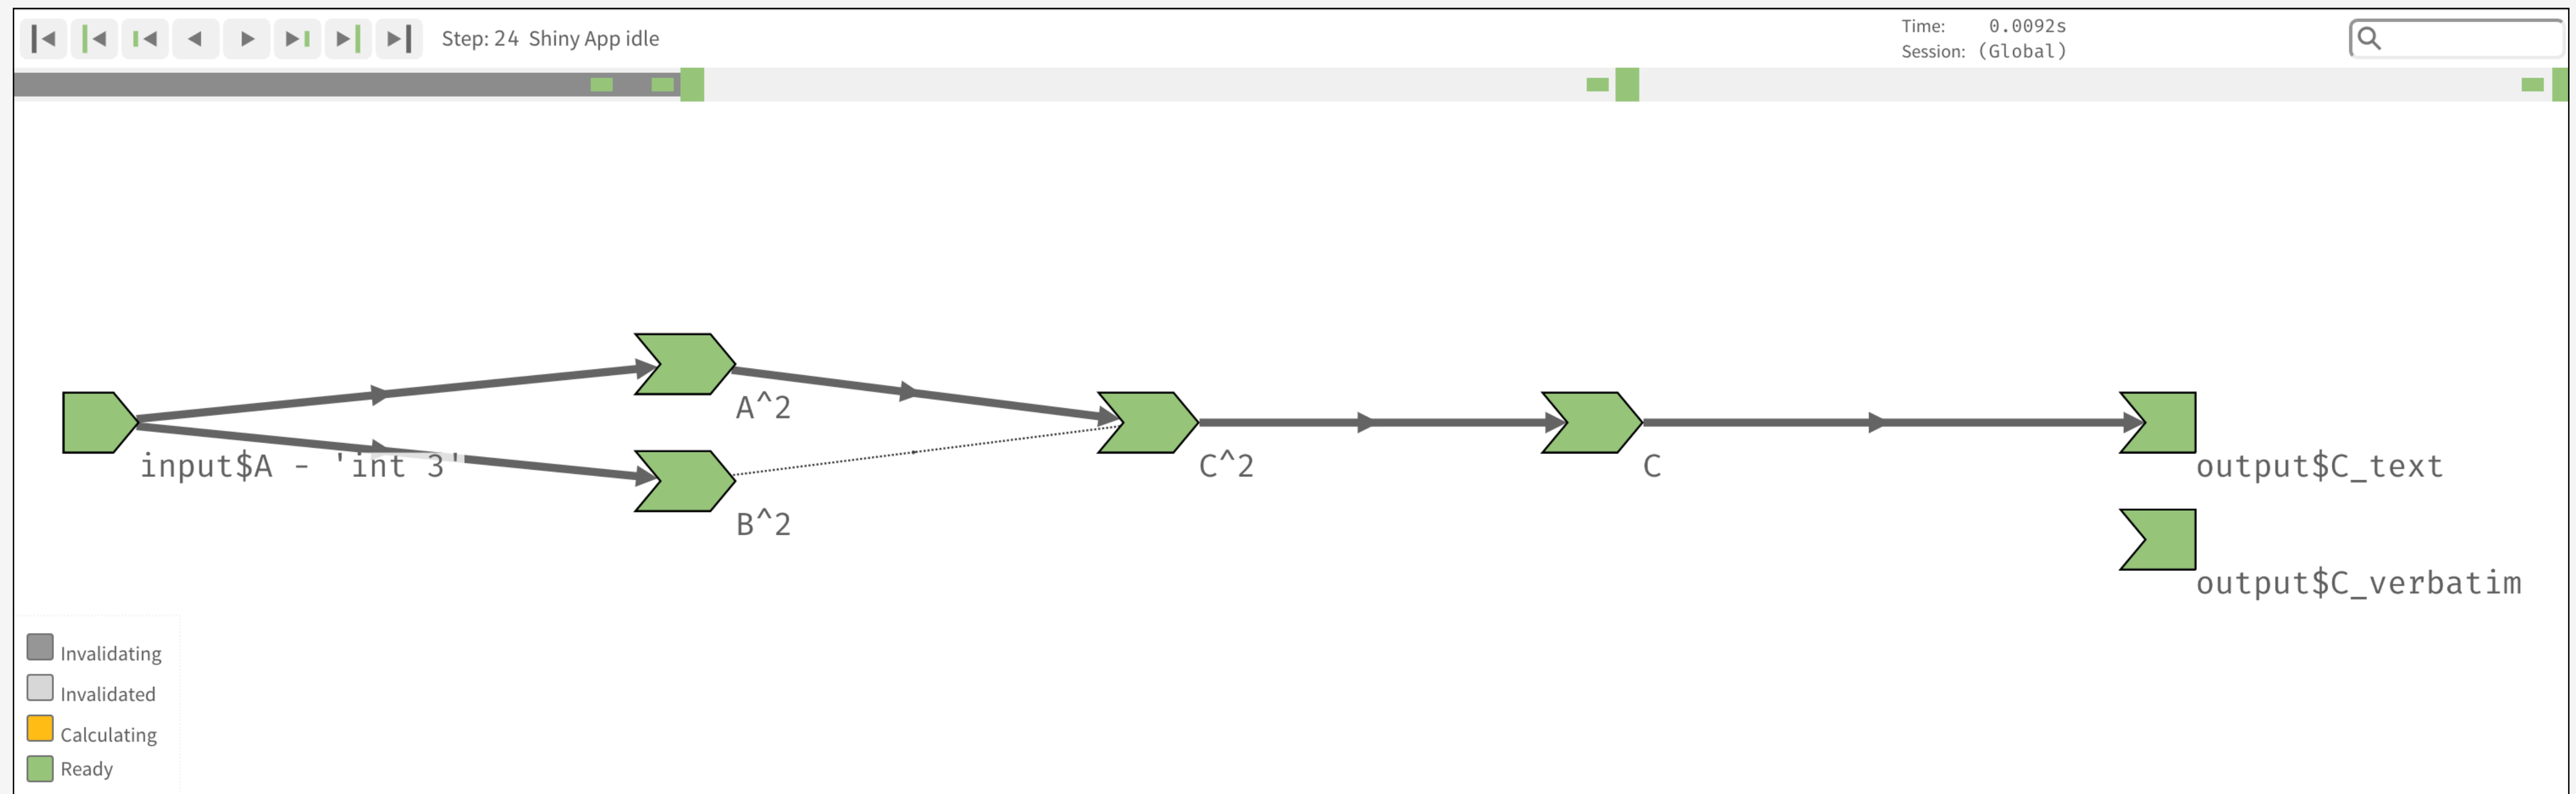 Step: 24 Shiny App idle
Time: 0.0092s
Session: (Global)
A^2
input$A - 'int 3'
C^2
C
output$C_text
B^2
output$C_verbatim
Invalidating
Invalidated
Calculating
Ready